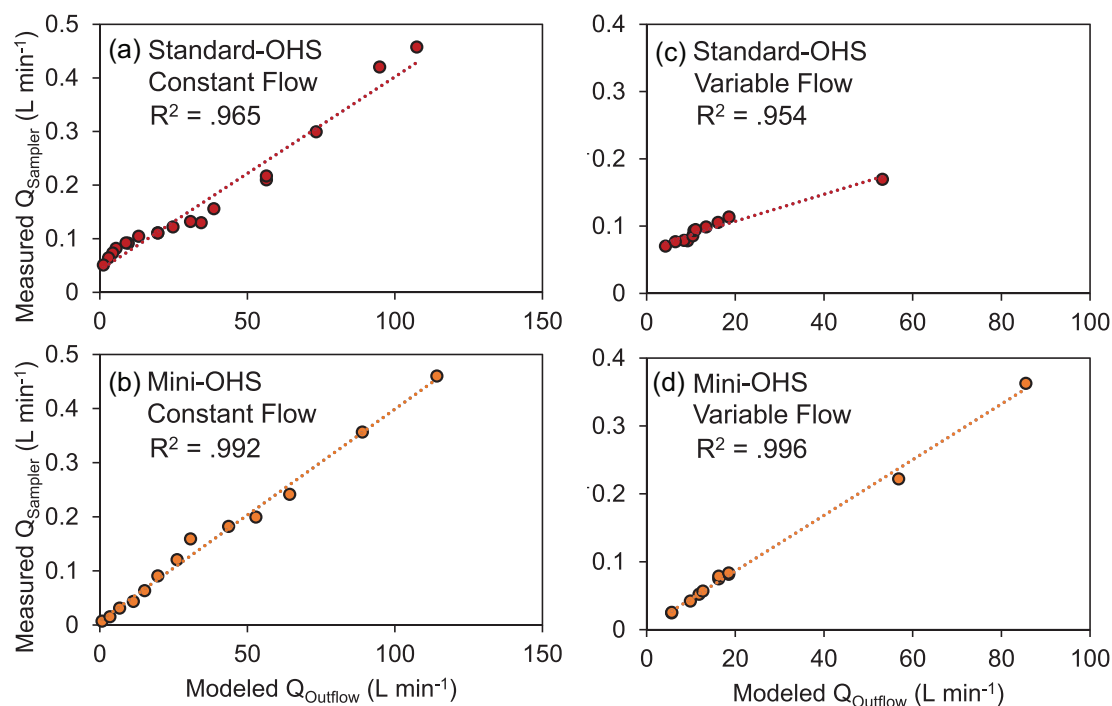 (a) Standard-OHS
Constant Flow
R² = .965
Measured Q_Sampler (L min⁻¹)
0.5
0.4
0.3
0.2
0.1
0
0
50
100
150
(c) Standard-OHS
Variable Flow
R² = .954
0.4
0.3
0.2
0.1
0
0
20
40
60
80
100
(b) Mini-OHS
Constant Flow
R² = .992
Measured Q_Sampler (L min⁻¹)
0.5
0.4
0.3
0.2
0.1
0
0
50
100
150
Modeled Q_Outflow (L min⁻¹)
(d) Mini-OHS
Variable Flow
R² = .996
0.4
0.3
0.2
0.1
0
0
20
40
60
80
100
Modeled Q_Outflow (L min⁻¹)